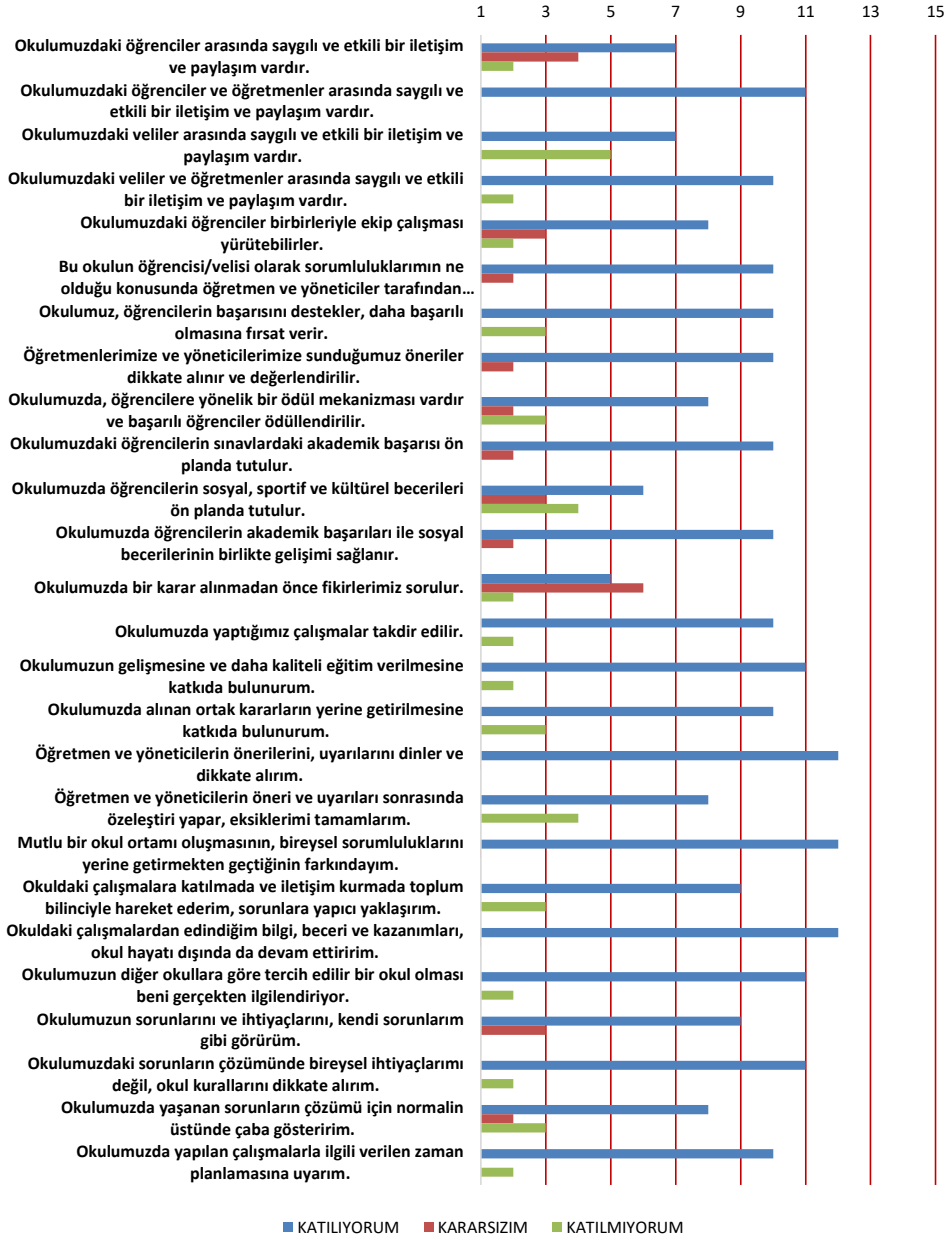 1 3 5 7 9 11 13 15
Okulumuzdaki öğrenciler arasında saygılı ve etkili bir iletişim
ve paylaşım vardır.
Okulumuzdaki öğrenciler ve öğretmenler arasında saygılı ve
etkili bir iletişim ve paylaşım vardır.
Okulumuzdaki veliler arasında saygılı ve etkili bir iletişim ve
paylaşım vardır.
Okulumuzdaki veliler ve öğretmenler arasında saygılı ve etkili
bir iletişim ve paylaşım vardır.
Okulumuzdaki öğrenciler birbirleriyle ekip çalışması
yürütebilirler.
Bu okulun öğrencisi/velisi olarak sorumluluklarımın ne
olduğu konusunda öğretmen ve yöneticiler tarafından…
Okulumuz, öğrencilerin başarısını destekler, daha başarılı
olmasına fırsat verir.
Öğretmenlerimize ve yöneticilerimize sunduğumuz öneriler
dikkate alınır ve değerlendirilir.
Okulumuzda, öğrencilere yönelik bir ödül mekanizması vardır
ve başarılı öğrenciler ödüllendirilir.
Okulumuzdaki öğrencilerin sınavlardaki akademik başarısı ön
planda tutulur.
Okulumuzda öğrencilerin sosyal, sportif ve kültürel becerileri
ön planda tutulur.
Okulumuzda öğrencilerin akademik başarıları ile sosyal
becerilerinin birlikte gelişimi sağlanır.
Okulumuzda bir karar alınmadan önce fikirlerimiz sorulur.
Okulumuzda yaptığımız çalışmalar takdir edilir.
Okulumuzun gelişmesine ve daha kaliteli eğitim verilmesine
katkıda bulunurum.
Okulumuzda alınan ortak kararların yerine getirilmesine
katkıda bulunurum.
Öğretmen ve yöneticilerin önerilerini, uyarılarını dinler ve
dikkate alırım.
Öğretmen ve yöneticilerin öneri ve uyarıları sonrasında
özeleştiri yapar, eksiklerimi tamamlarım.
Mutlu bir okul ortamı oluşmasının, bireysel sorumluluklarını
yerine getirmekten geçtiğinin farkındayım.
Okuldaki çalışmalara katılmada ve iletişim kurmada toplum
bilinciyle hareket ederim, sorunlara yapıcı yaklaşırım.
Okuldaki çalışmalardan edindiğim bilgi, beceri ve kazanımları,
okul hayatı dışında da devam ettiririm.
Okulumuzun diğer okullara göre tercih edilir bir okul olması
beni gerçekten ilgilendiriyor.
Okulumuzun sorunlarını ve ihtiyaçlarını, kendi sorunlarım
gibi görürüm.
Okulumuzdaki sorunların çözümünde bireysel ihtiyaçlarımı
değil, okul kurallarını dikkate alırım.
Okulumuzda yaşanan sorunların çözümü için normalin
üstünde çaba gösteririm.
Okulumuzda yapılan çalışmalarla ilgili verilen zaman
planlamasına uyarım.
KATILIYORUM KARARSIZIM KATILMIYORUM